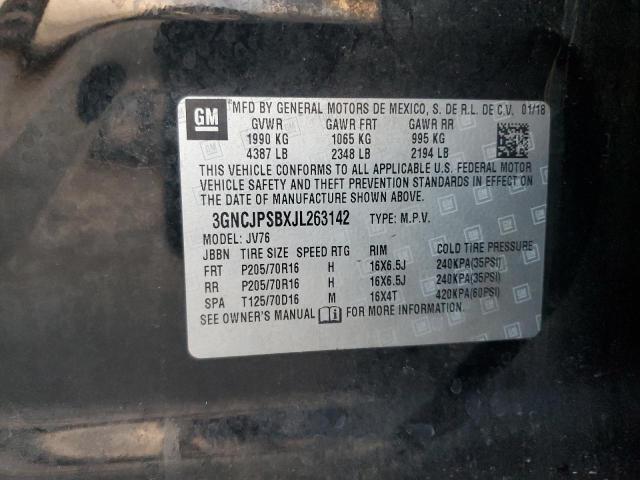 GM MFD BY GENERAL MOTORS DE MEXICO, S. DE R.L. DE C.V. 01/18
GVWR GAWR FRT GAWR RR
1990 KG 1065 KG 995 KG
4387 LB 2348 LB 2194 LB
THIS VEHICLE CONFORMS TO ALL APPLICABLE U.S. FEDERAL MOTOR
VEHICLE SAFETY AND THEFT PREVENTION STANDARDS IN EFFECT ON
THE DATE OF MANUFACTURE SHOWN ABOVE.
3GNCJPSBXJL263142 TYPE: M.P.V.
MODEL: JV76
JBBN TIRE SIZE SPEED RTG RIM COLD TIRE PRESSURE
FRT P205/70R16 H 16X6.5J 240KPA(35PSI)
RR P205/70R16 H 16X6.5J 240KPA(35PSI)
SPA T125/70D16 M 16X4T 420KPA(60PSI)
SEE OWNER'S MANUAL FOR MORE INFORMATION.